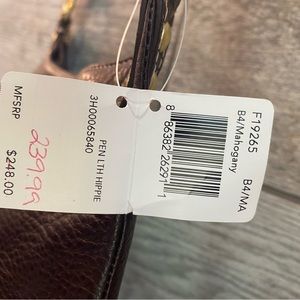 F19265
B4/MA
B4/Mahogany
8 86382 26291 1
PEN LTH HIPPIE
3H00065840
MFSRP
239.99
$248.00